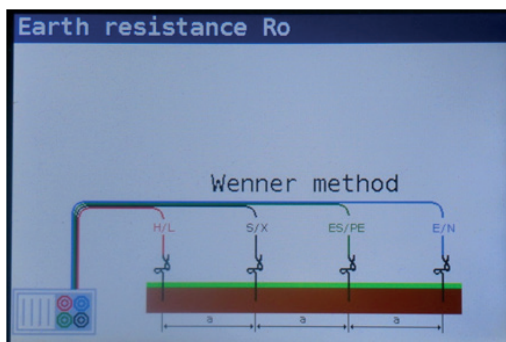 Earth resistance Ro
Wenner method
H/L S/X ES/PE E/N
a a a